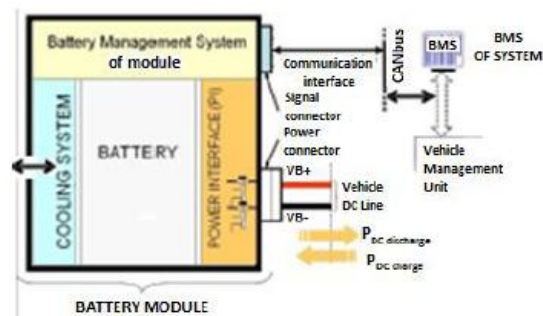 Battery Management System
of module
COOLING SYSTEM
BATTERY
POWER INTERFACE (PI)
Communication
interface
Signal
connector
Power
connector
CANbus
BMS
BMS
OF SYSTEM
Vehicle
Management
Unit
VB+
Vehicle
DC Line
VB-
P DC discharge
P DC charge
BATTERY MODULE